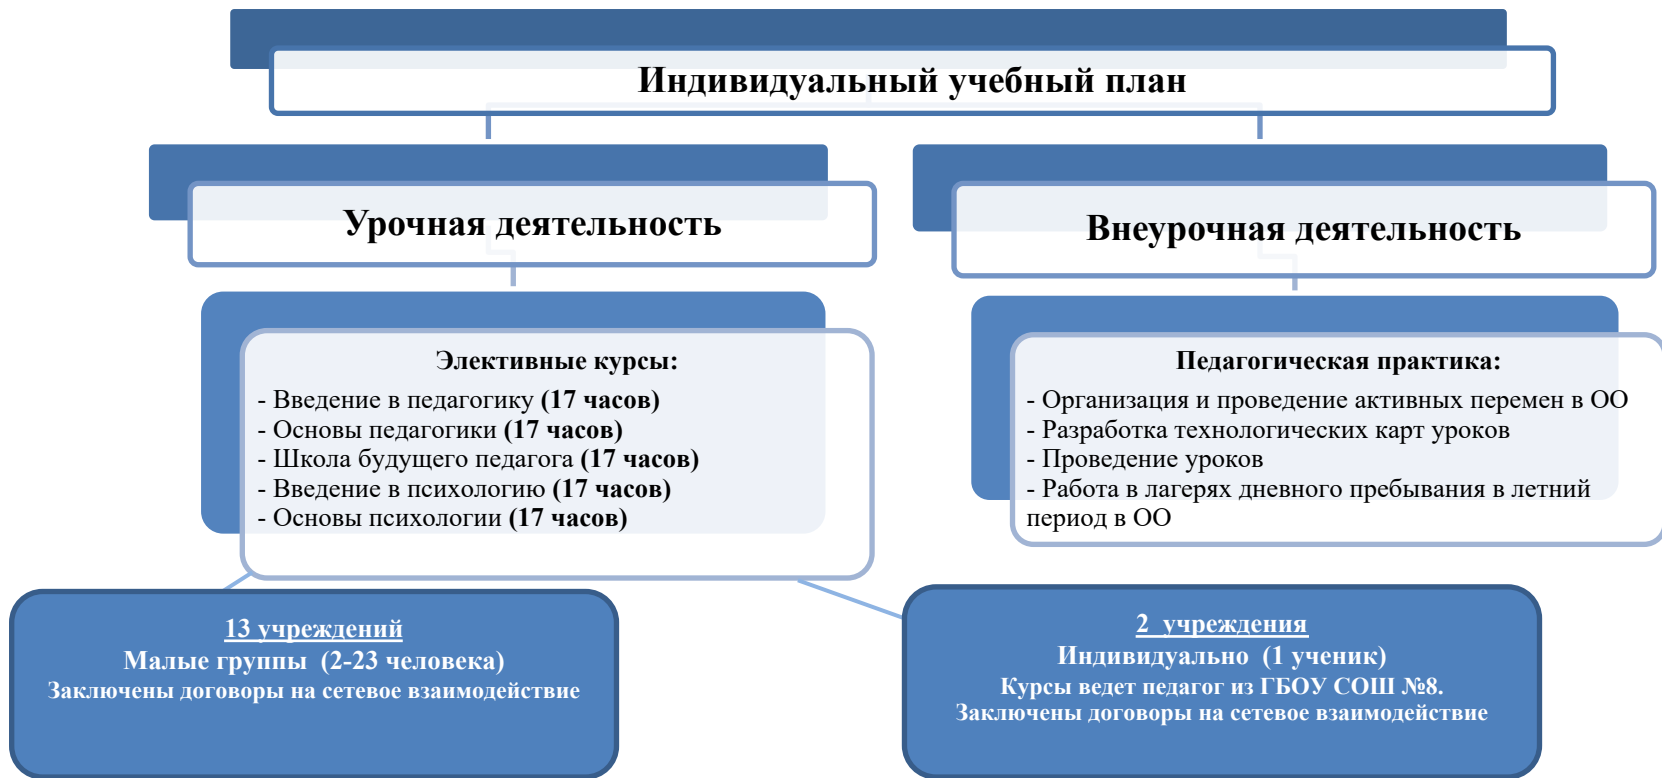 Индивидуальный учебный план
Урочная деятельность
Внеурочная деятельность
Элективные курсы:
- Введение в педагогику (17 часов)
- Основы педагогики (17 часов)
- Школа будущего педагога (17 часов)
- Введение в психологию (17 часов)
- Основы психологии (17 часов)
Педагогическая практика:
- Организация и проведение активных перемен в ОО
- Разработка технологических карт уроков
- Проведение уроков
- Работа в лагерях дневного пребывания в летний
период в ОО
13 учреждений
Малые группы (2-23 человека)
Заключены договоры на сетевое взаимодействие
2 учреждения
Индивидуально (1 ученик)
Курсы ведет педагог из ГБОУ СОШ №8.
Заключены договоры на сетевое взаимодействие